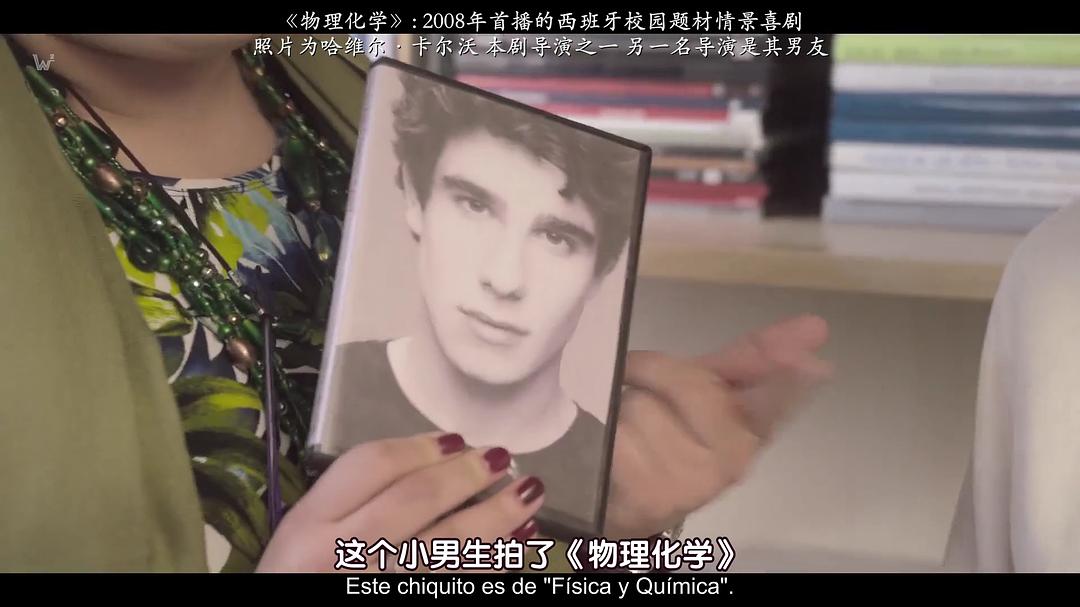 《物理化学》: 2008年首播的西班牙校园题材情景喜剧
照片为哈维尔·卡尔沃 本剧导演之一 另一名导演是其男友
W
这个小男生拍了《物理化学》
Este chiquito es de "Física y Química".